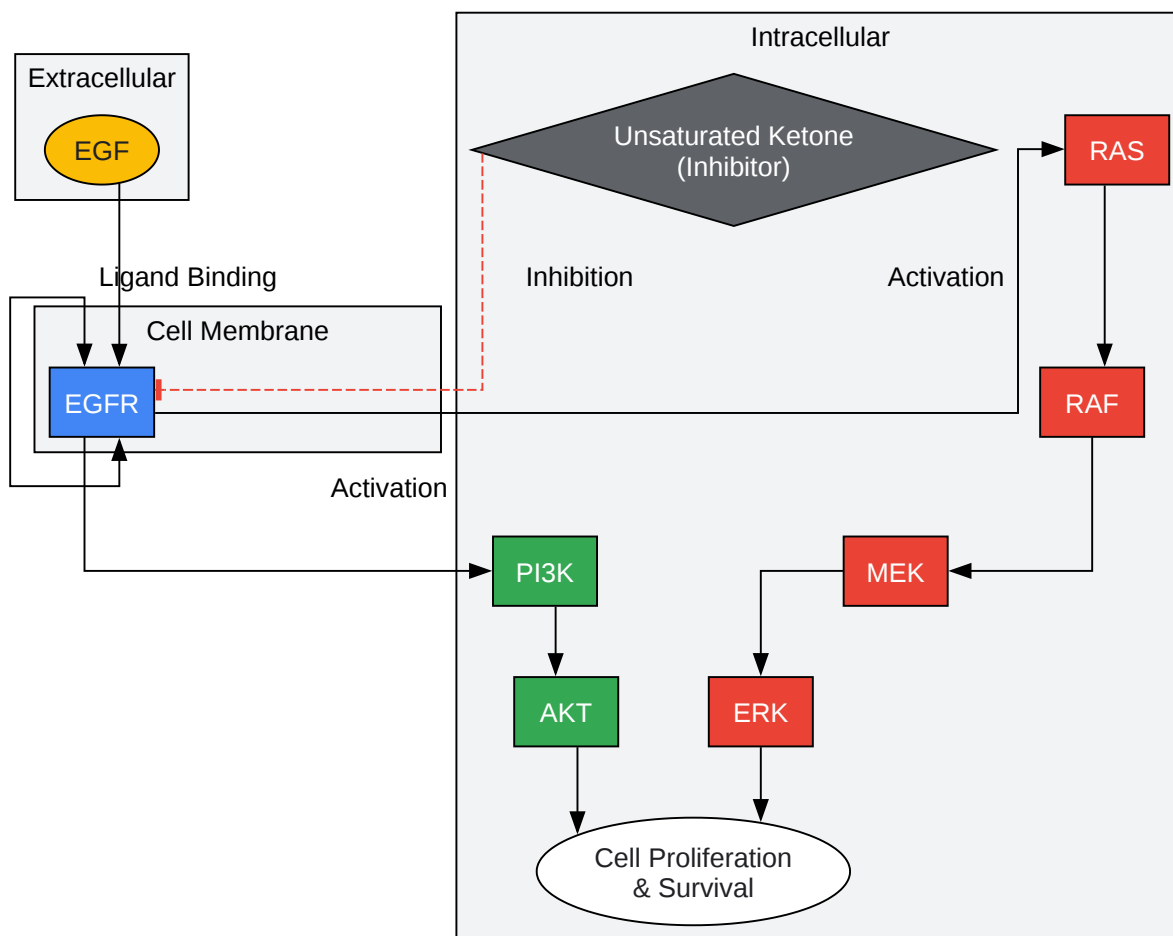 Intracellular
Extracellular
EGF
Unsaturated Ketone
(Inhibitor)
RAS
Ligand Binding
Inhibition
Activation
Cell Membrane
EGFR
RAF
Activation
PI3K
MEK
AKT
ERK
Cell Proliferation
& Survival